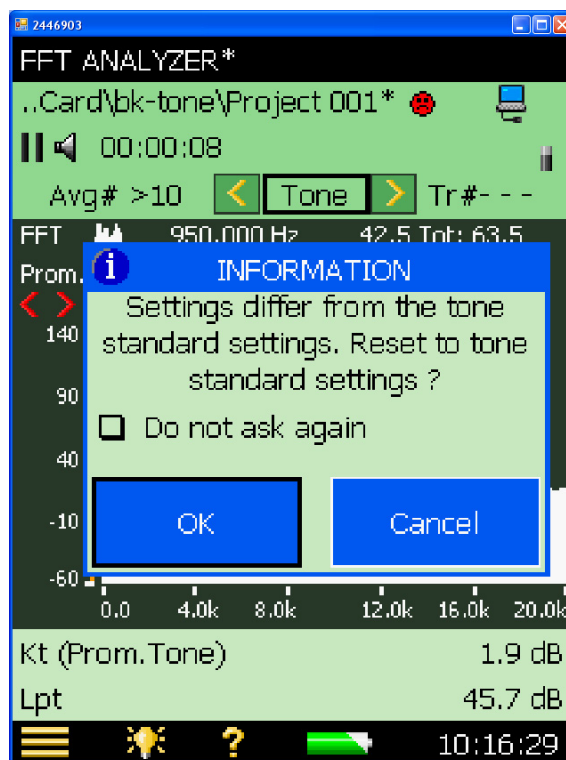 2446903
FFT ANALYZER*
..Card\bk-tone\Project 001*
00:00:08
Avg# >10 < Tone > Tr#- - -
FFT 950.000 Hz 42.5 Tot: 63.5
Prom.
i INFORMATION
< >
Settings differ from the tone
standard settings. Reset to tone
standard settings ?
Do not ask again
OK Cancel
140
90
40
-10
-60
0.0 4.0k 8.0k 12.0k 16.0k 20.0k
Kt (Prom.Tone) 1.9 dB
Lpt 45.7 dB
? 10:16:29